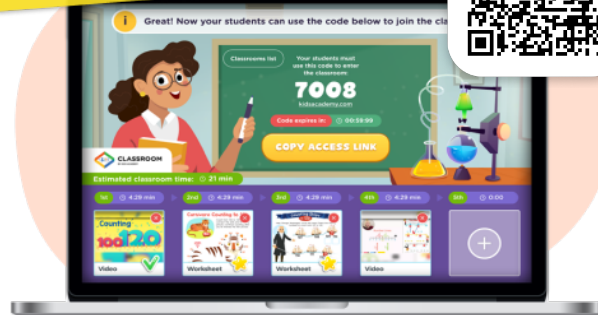 i
Great! Now your students can use the code below to join the cla
Classrooms list
Your students must
use this code to enter
the classroom
7008
kidsacademy.com
Code expires in: 00:59:99
COPY ACCESS LINK
CLASSROOM
Estimated classroom time: 21 min
1st 4:29 min
2nd 4:29 min
3rd 4:29 min
4th 4:29 min
5th 0:00
Counting
100 120
Video
Carnivore Counting
Worksheet
Worksheet
Video